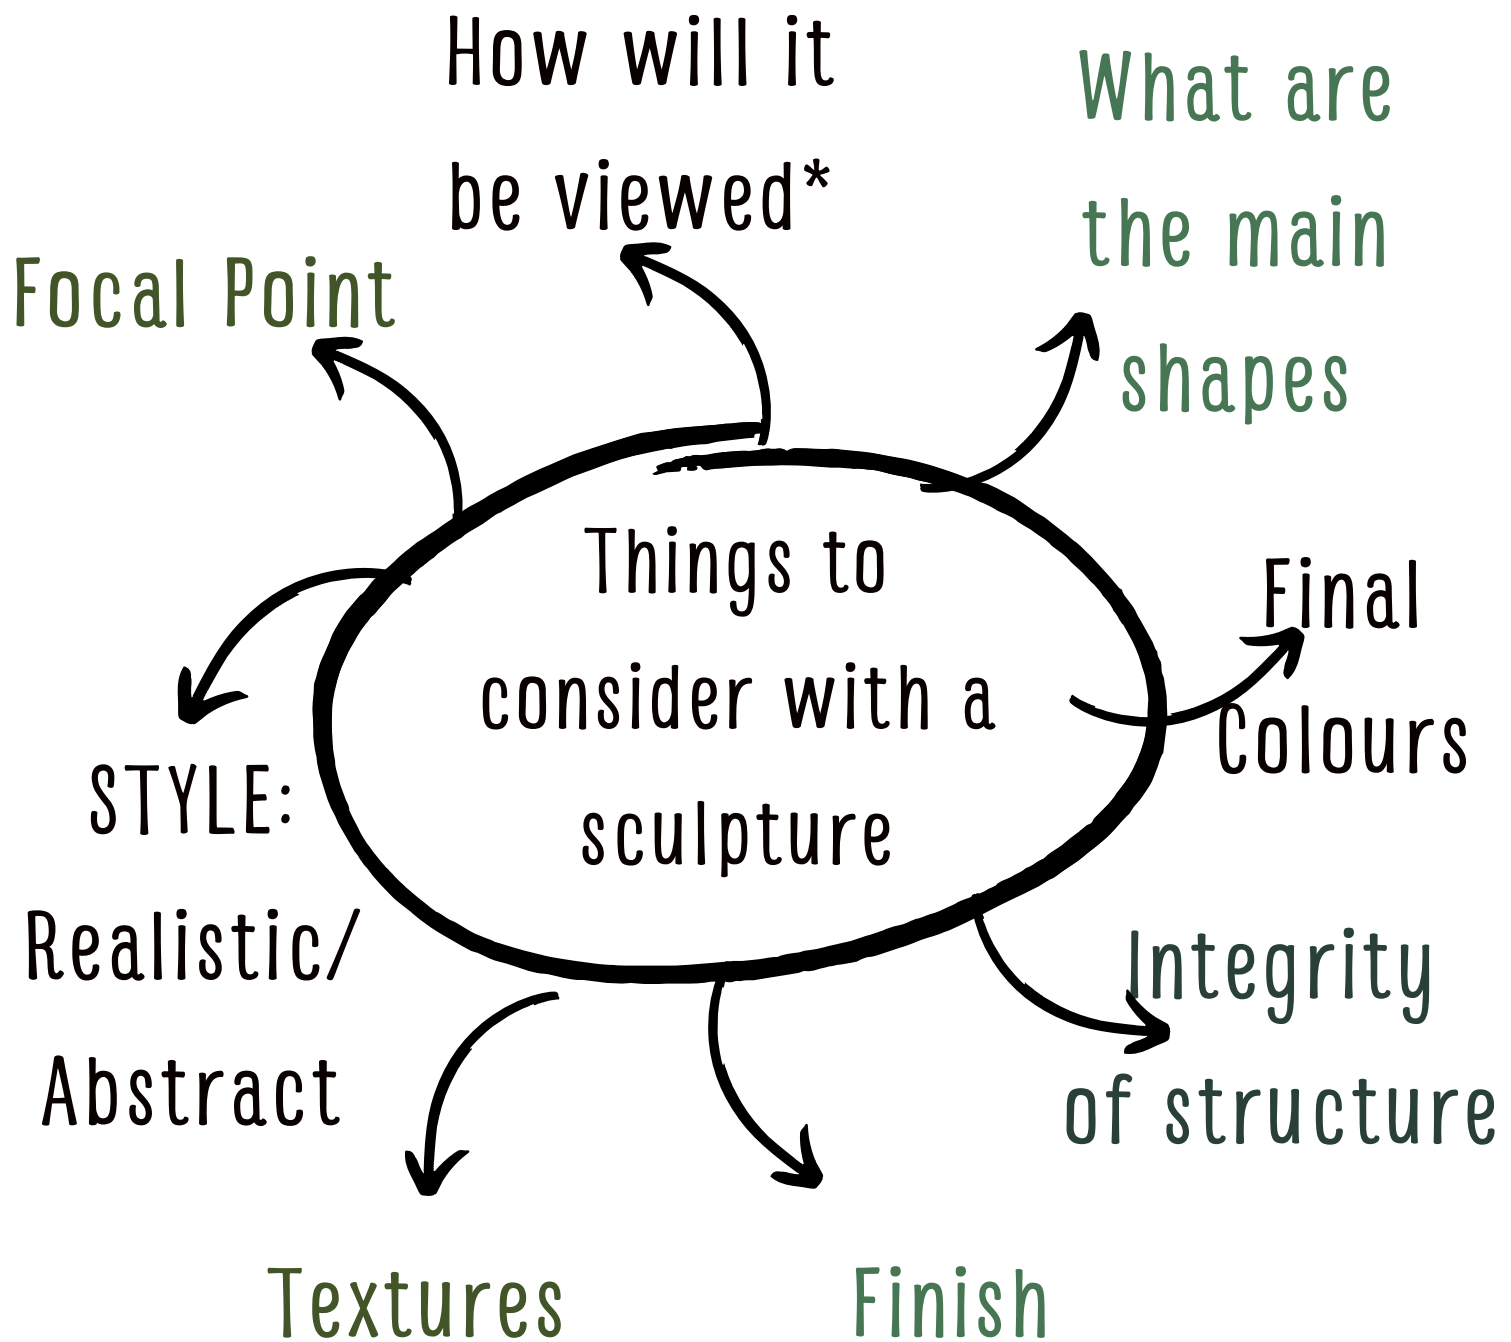 How will it
be viewed*
What are
the main
shapes
Focal Point
Things to
consider with a
sculpture
Final
Colours
STYLE:
Realistic/
Abstract
Integrity
of structure
Textures
Finish